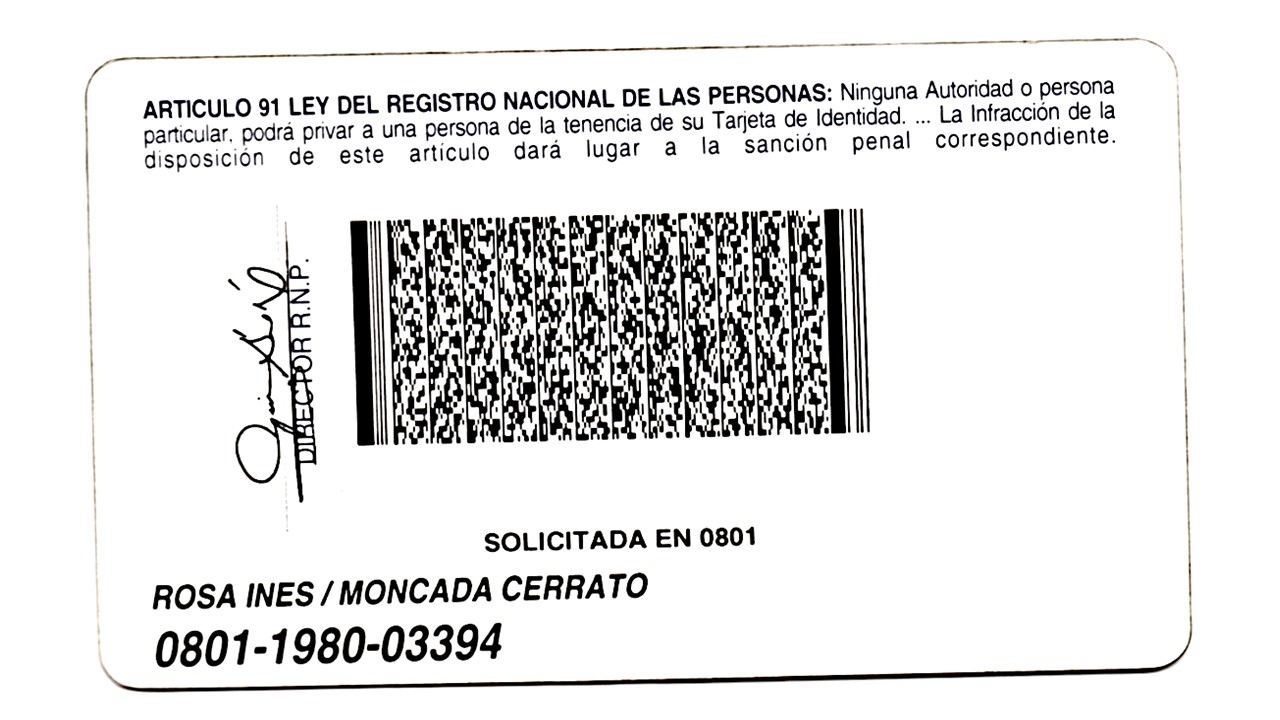 ARTICULO 91 LEY DEL REGISTRO NACIONAL DE LAS PERSONAS: Ninguna Autoridad o persona
particular, podrá privar a una persona de la tenencia de su Tarjeta de Identidad. ... La Infracción de la
disposición de este artículo dará lugar a la sanción penal correspondiente.
DIRECTOR R.N.P.
SOLICITADA EN 0801
ROSA INES / MONCADA CERRATO
0801-1980-03394